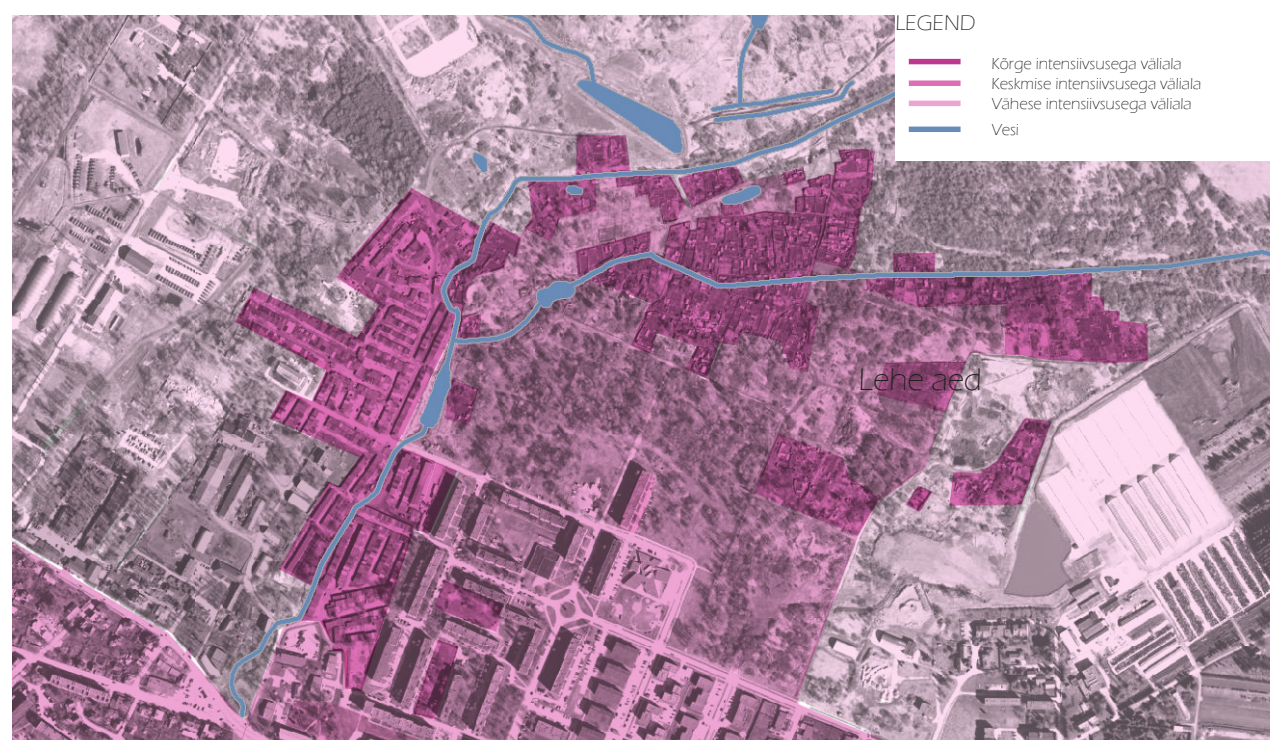 LEGEND
Kõrge intensiivsusega väliala
Keskmise intensiivsusega väliala
Vähese intensiivsusega väliala
Vesi
Lehe aed